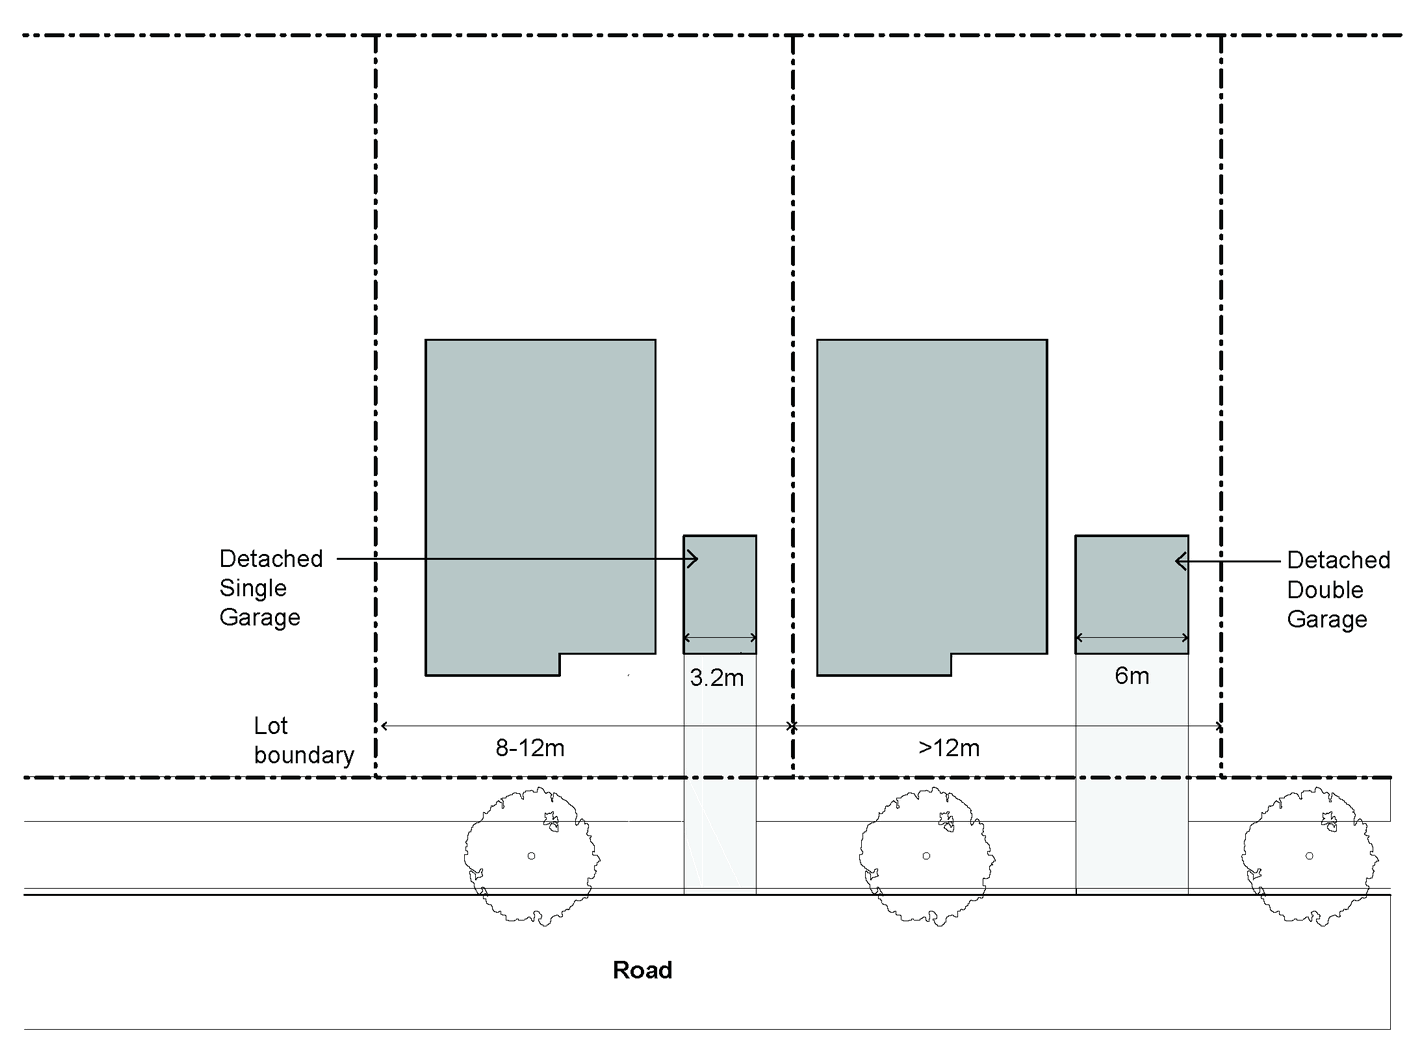 Detached
Single
Garage
Detached
Double
Garage
3.2m
6m
Lot
boundary
8-12m
>12m
Road